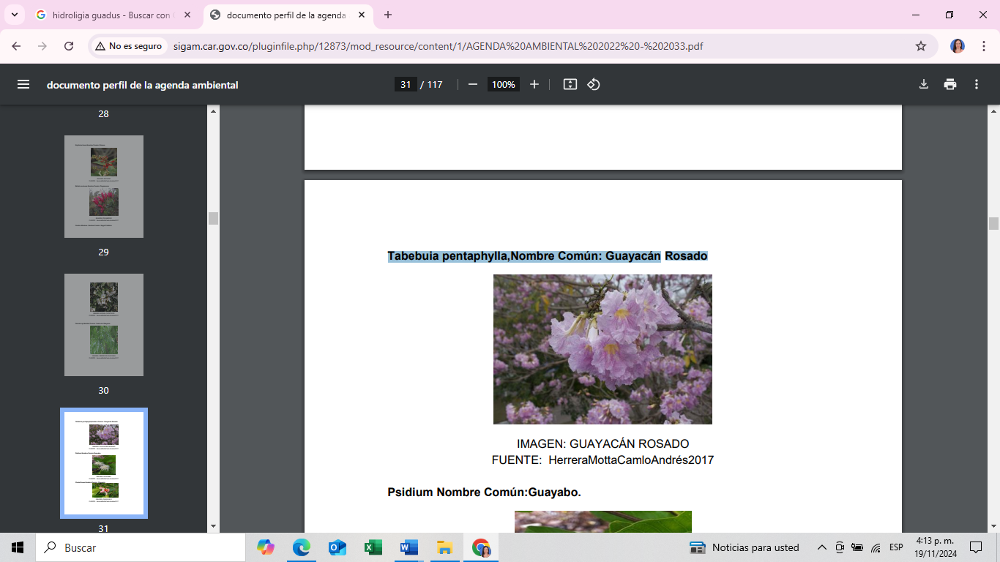 hidroligia guadus - Buscar con
documento perfil de la agenda
No es seguro
sigam.car.gov.co/pluginfile.php/12873/mod_resource/content/1/AGENDA%20AMBIENTAL%202022%20-%202033.pdf
documento perfil de la agenda ambiental
31 / 117
100%
28
29
30
31
Tabebuia pentaphylla,Nombre Común: Guayacán Rosado
IMAGEN: GUAYACÁN ROSADO
FUENTE: HerreraMottaCamloAndrés2017
Psidium Nombre Común:Guayabo.
Buscar
Noticias para usted
ESP
4:13 p. m.
19/11/2024